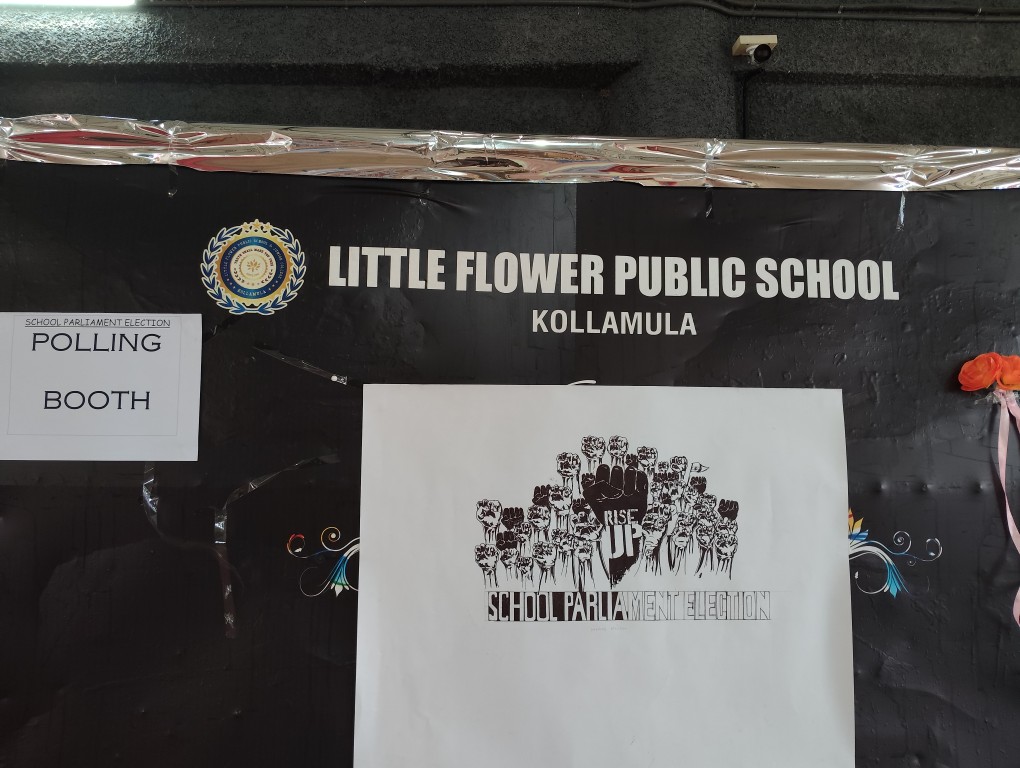 LITTLE FLOWER PUBLIC SCHOOL
KOLLAMULA
SCHOOL PARLIAMENT ELECTION
POLLING
BOOTH
RISE
UP
SCHOOL PARLIAMENT ELECTION